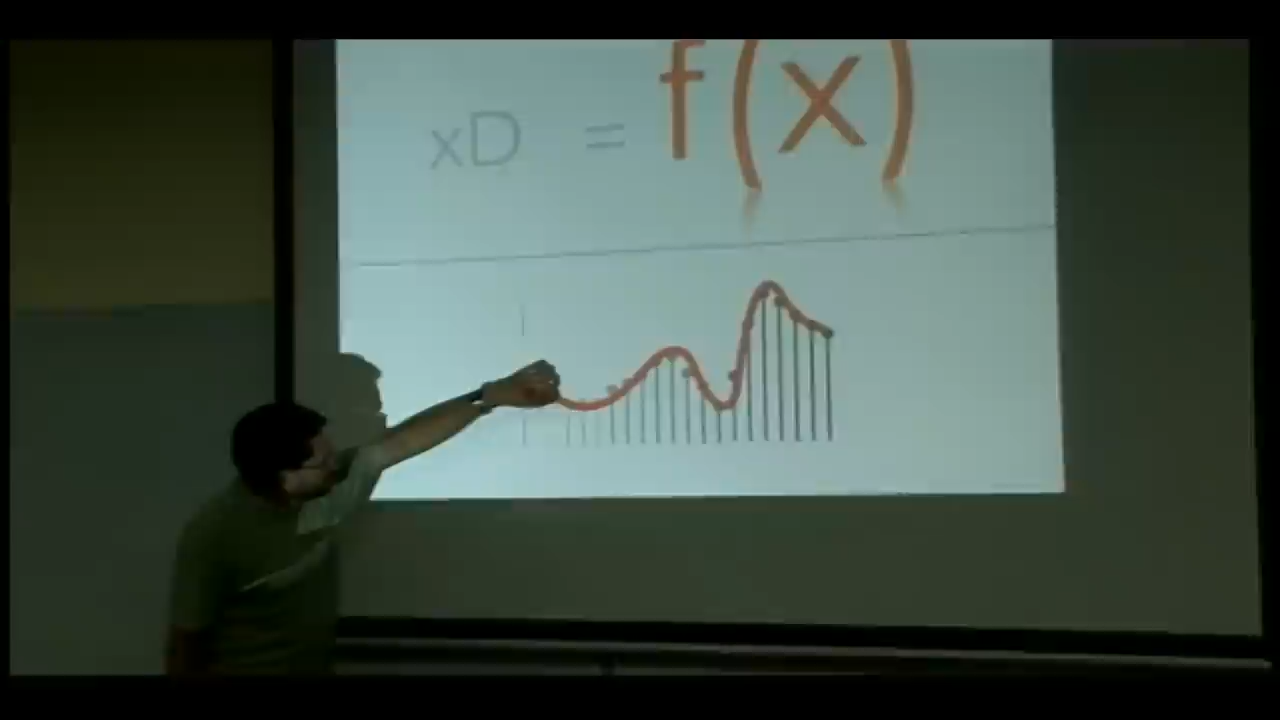 xD = f(x)